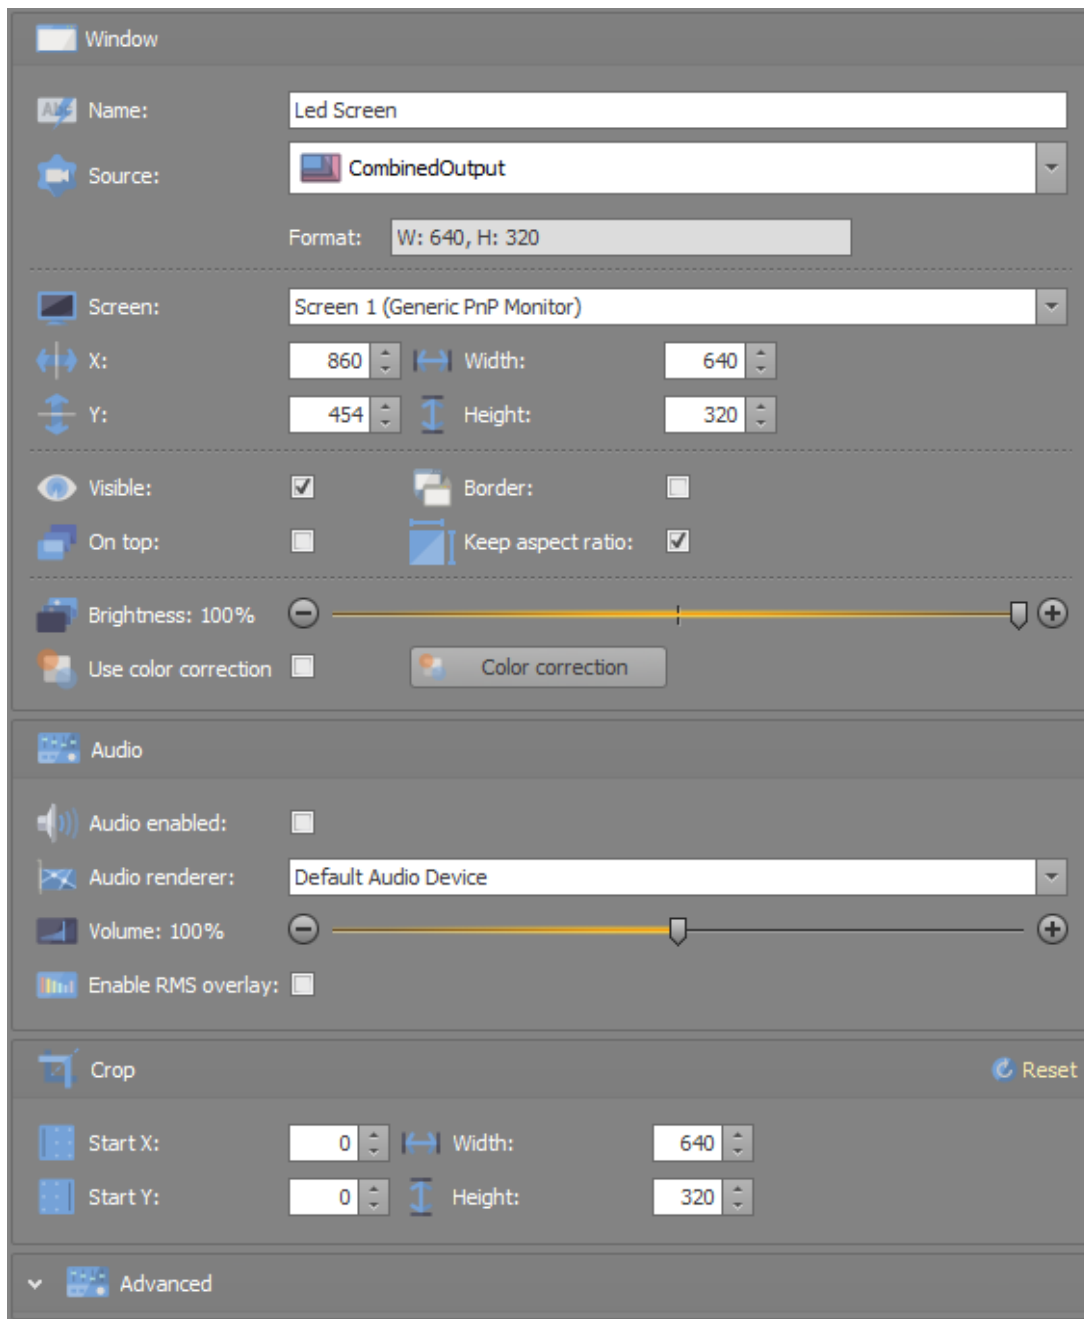 Window
Name: Led Screen
Source: CombinedOutput
Format: W: 640, H: 320
Screen: Screen 1 (Generic PnP Monitor)
X: 860 Width: 640
Y: 454 Height: 320
Visible: Border:
On top: Keep aspect ratio:
Brightness: 100%
Use color correction Color correction
Audio
Audio enabled:
Audio renderer: Default Audio Device
Volume: 100%
Enable RMS overlay:
Crop Reset
Start X: 0 Width: 640
Start Y: 0 Height: 320
Advanced